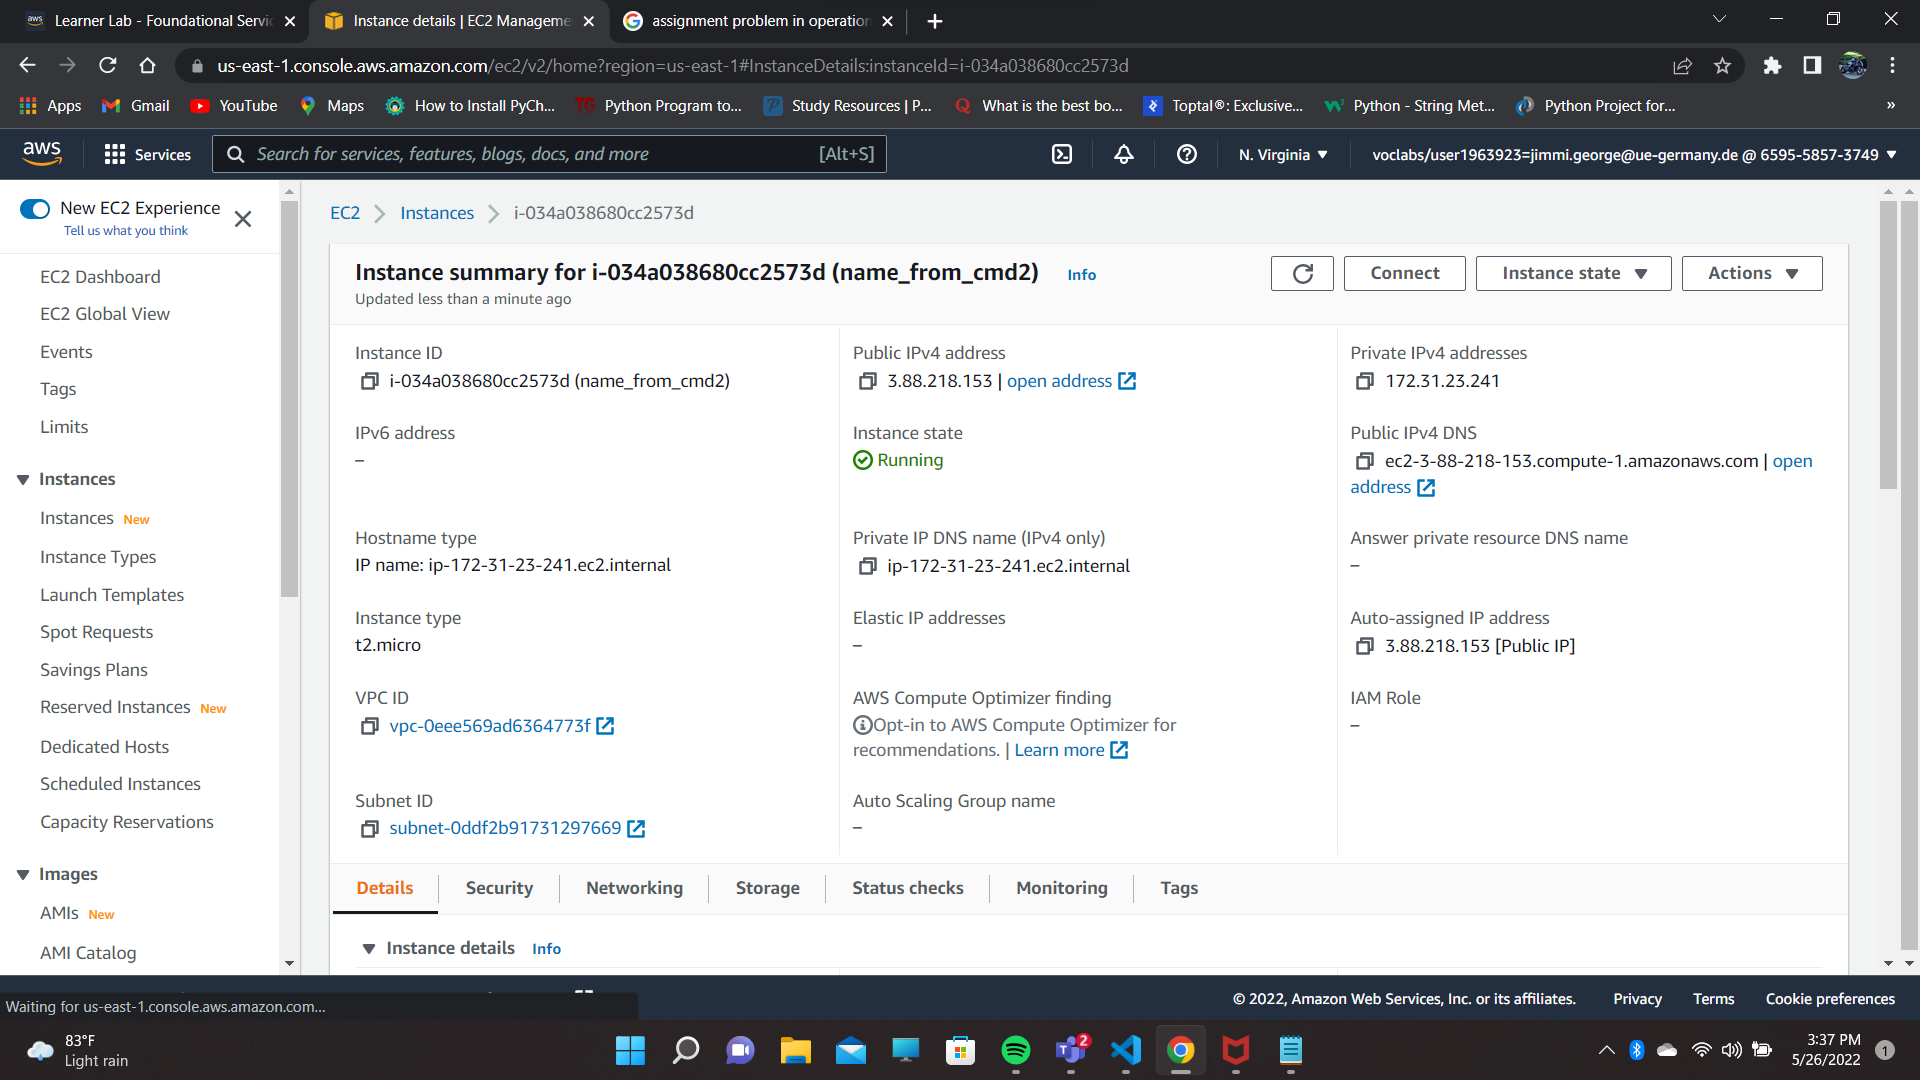 Learner Lab - Foundational Servic
Instance details | EC2 Manageme
assignment problem in operation
us-east-1.console.aws.amazon.com/ec2/v2/home?region=us-east-1#InstanceDetails:instanceId=i-034a038680cc2573d
Apps
Gmail
YouTube
Maps
How to Install PyCh...
Python Program to...
Study Resources | P...
What is the best bo...
Toptal®: Exclusive...
Python - String Met...
Python Project for...
»
aws
Services
Search for services, features, blogs, docs, and more
[Alt+S]
N. Virginia
voclabs/user1963923=jimmi.george@ue-germany.de @ 6595-5857-3749
New EC2 Experience
Tell us what you think
EC2 Dashboard
EC2 Global View
Events
Tags
Limits
Instances
Instances New
Instance Types
Launch Templates
Spot Requests
Savings Plans
Reserved Instances New
Dedicated Hosts
Scheduled Instances
Capacity Reservations
Images
AMIs New
AMI Catalog
EC2
Instances
i-034a038680cc2573d
Instance summary for i-034a038680cc2573d (name_from_cmd2) Info
Updated less than a minute ago
Connect
Instance state
Actions
Instance ID
i-034a038680cc2573d (name_from_cmd2)
Public IPv4 address
3.88.218.153 | open address
Private IPv4 addresses
172.31.23.241
IPv6 address
–
Instance state
Running
Public IPv4 DNS
ec2-3-88-218-153.compute-1.amazonaws.com | open
address
Hostname type
IP name: ip-172-31-23-241.ec2.internal
Private IP DNS name (IPv4 only)
ip-172-31-23-241.ec2.internal
Answer private resource DNS name
–
Instance type
t2.micro
Elastic IP addresses
–
Auto-assigned IP address
3.88.218.153 [Public IP]
VPC ID
vpc-0eee569ad6364773f
AWS Compute Optimizer finding
Opt-in to AWS Compute Optimizer for
recommendations. | Learn more
IAM Role
–
Subnet ID
subnet-0ddf2b91731297669
Auto Scaling Group name
–
Details
Security
Networking
Storage
Status checks
Monitoring
Tags
Instance details Info
Waiting for us-east-1.console.aws.amazon.com...
© 2022, Amazon Web Services, Inc. or its affiliates.
Privacy
Terms
Cookie preferences
83°F
Light rain
2
3:37 PM
5/26/2022
1